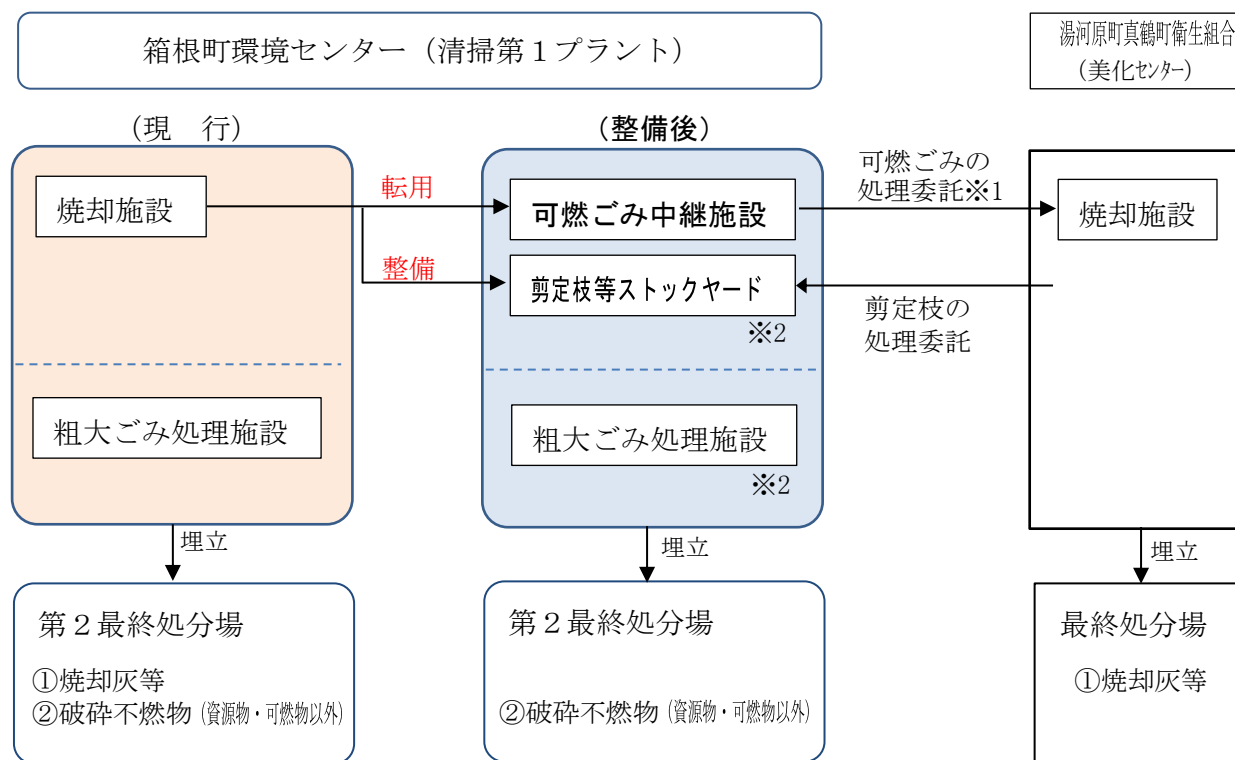 箱根町環境センター（清掃第１プラント）
湯河原町真鶴町衛生組合
（美化センター）
（現　行）
（整備後）
焼却施設
転用
整備
可燃ごみ中継施設
剪定枝等ストックヤード
※2
可燃ごみの
処理委託※1
焼却施設
剪定枝の
処理委託
粗大ごみ処理施設
粗大ごみ処理施設
※2
埋立
埋立
埋立
第２最終処分場
①焼却灰等
②破砕不燃物（資源物・可燃物以外）
第２最終処分場
②破砕不燃物（資源物・可燃物以外）
最終処分場
①焼却灰等